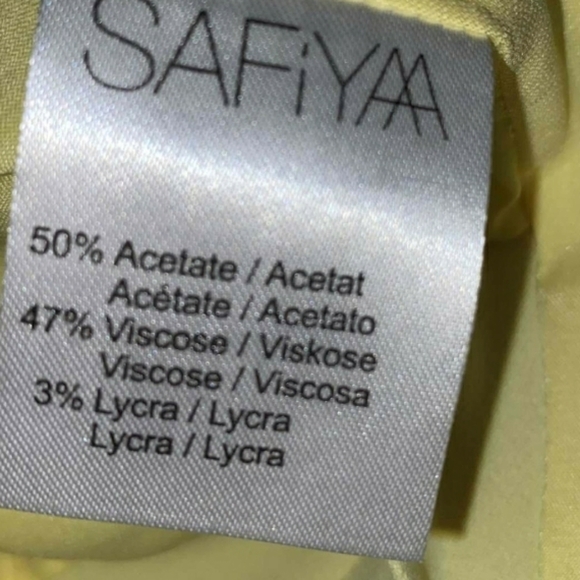 SAFiYAA
50% Acetate / Acetat
Acétate / Acetato
47% Viscose / Viskose
Viscose / Viscosa
3% Lycra / Lycra
Lycra / Lycra